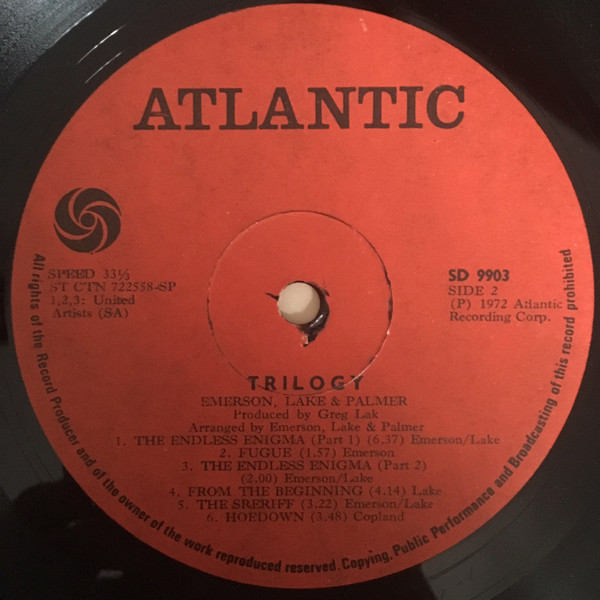 ATLANTIC
SPEED 33⅓
ST CTN 722558-SP
1,2,3: United
Artists (SA)
SD 9903
SIDE 2
(P) 1972 Atlantic
Recording Corp.
TRILOGY
EMERSON, LAKE & PALMER
Produced by Greg Lak
Arranged by Emerson, Lake & Palmer
1. THE ENDLESS ENIGMA (Part 1) (6.37) Emerson/Lake
2. FUGUE (1.57) Emerson
3. THE ENDLESS ENIGMA (Part 2)
(2,00) Emerson/Lake
4. FROM THE BEGINNING (4.14) Lake
5. THE SRERIFF (3.22) Emerson/Lake
6. HOEDOWN (3.48) Copland
All rights of the Record Producer and of the owner of the work reproduced reserved. Copying, Public Performance and Broadcasting of this record prohibited